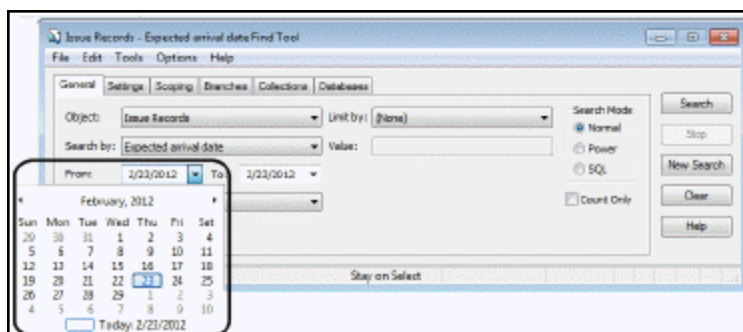 Issue Records - Expected arrival date Find Tool
File Edit Tools Options Help
General Settings Scoping Branches Collections Databases
Object: Issue Records Limit by: (None) Search Mode Search
Normal
Search by: Expected arrival date Value: Power Stop
From: 2/23/2012 To: 2/23/2012 SQL New Search
February, 2012 Count Only Clear
Sun Mon Tue Wed Thu Fri Sat Help
29 30 31 1 2 3 4
5 6 7 8 9 10 11
12 13 14 15 16 17 18
19 20 21 22 23 24 25
26 27 28 29 1 2 3
4 5 6 7 8 9 10
Today: 2/23/2012
Stay on Select